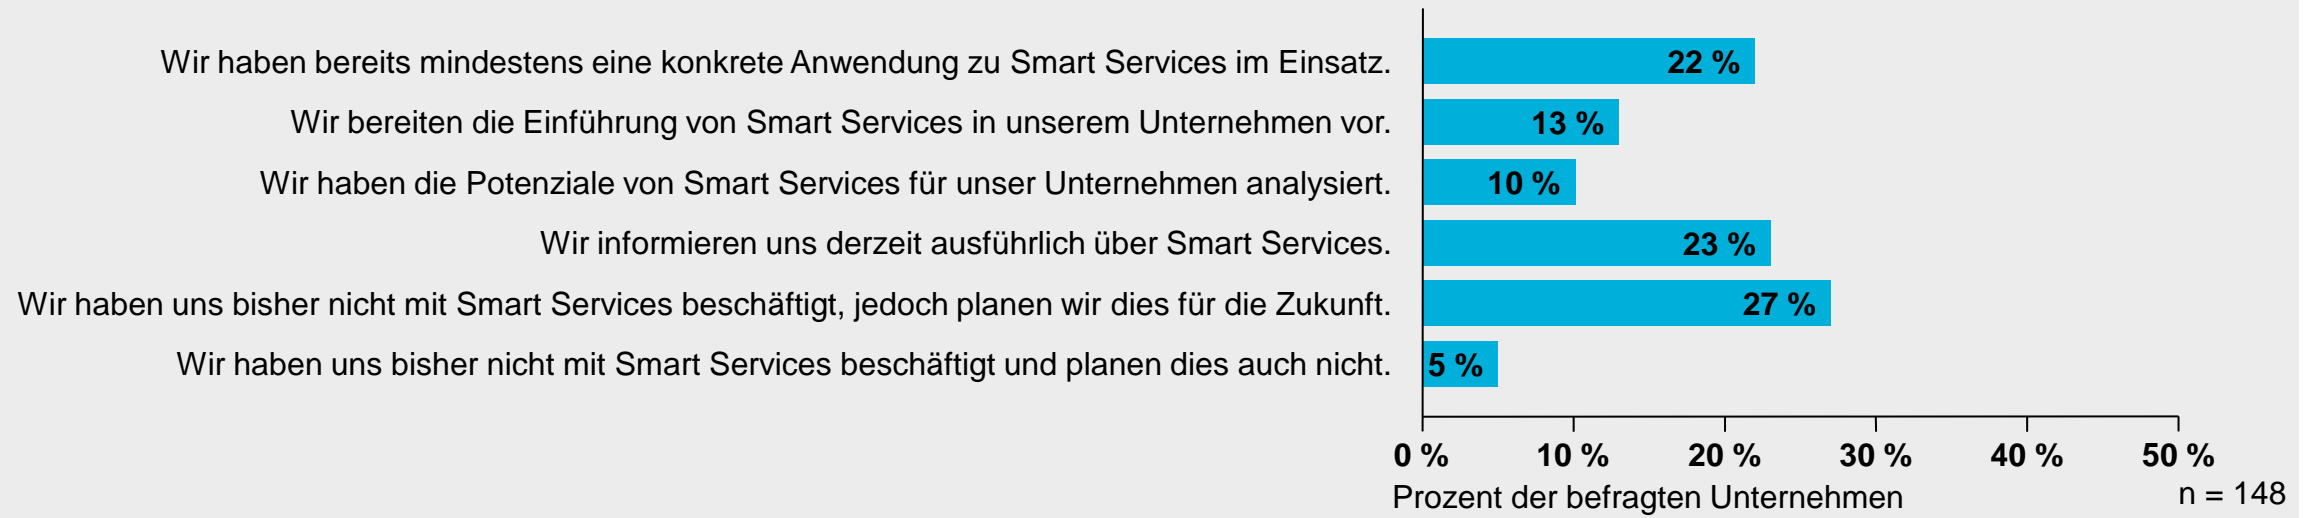 Wir haben bereits mindestens eine konkrete Anwendung zu Smart Services im Einsatz. 22 %
Wir bereiten die Einführung von Smart Services in unserem Unternehmen vor. 13 %
Wir haben die Potenziale von Smart Services für unser Unternehmen analysiert. 10 %
Wir informieren uns derzeit ausführlich über Smart Services. 23 %
Wir haben uns bisher nicht mit Smart Services beschäftigt, jedoch planen wir dies für die Zukunft. 27 %
Wir haben uns bisher nicht mit Smart Services beschäftigt und planen dies auch nicht. 5 %
0 % 10 % 20 % 30 % 40 % 50 %
Prozent der befragten Unternehmen n = 148